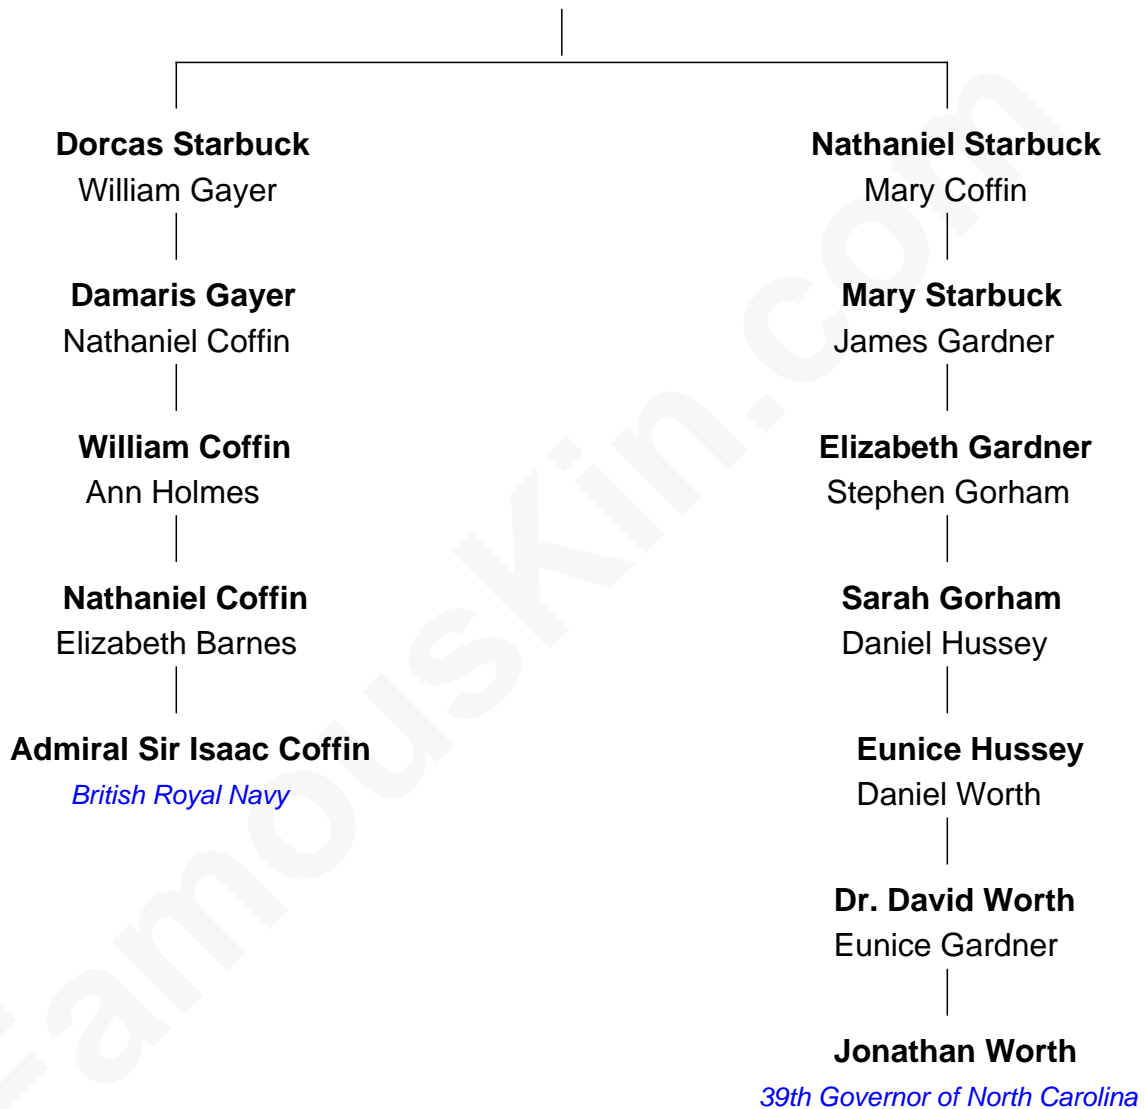 Dorcas Starbuck
William Gayer
Damaris Gayer
Nathaniel Coffin
William Coffin
Ann Holmes
Nathaniel Coffin
Elizabeth Barnes
Admiral Sir Isaac Coffin
British Royal Navy
Nathaniel Starbuck
Mary Coffin
Mary Starbuck
James Gardner
Elizabeth Gardner
Stephen Gorham
Sarah Gorham
Daniel Hussey
Eunice Hussey
Daniel Worth
Dr. David Worth
Eunice Gardner
Jonathan Worth
39th Governor of North Carolina
FamousKin.com